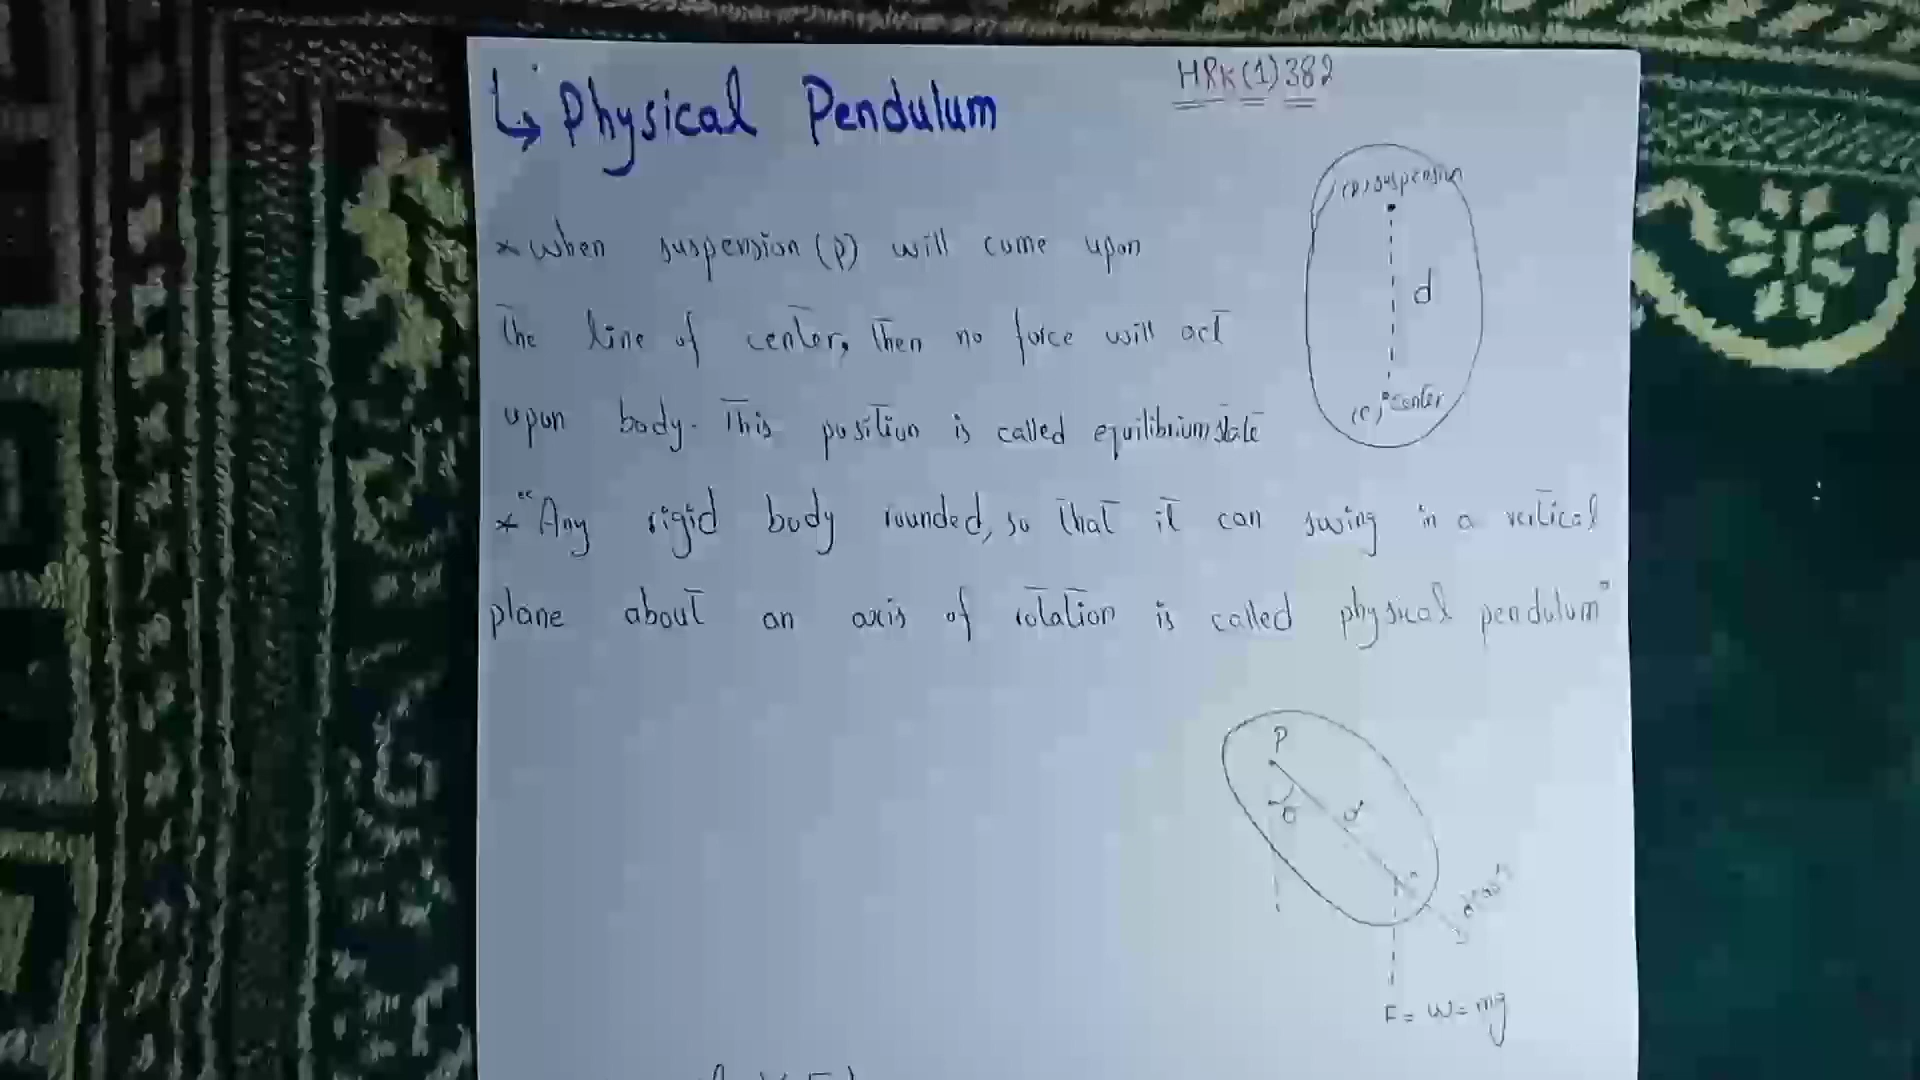 ↳ Physical Pendulum
HRK(1)382
(P) suspension
d
(c) center
* When suspension (P) will come upon
The line of center, Then no force will act
upon body. This position is called equilibrium state
* "Any rigid body rounded, so that it can swing in a vertical
plane about an axis of rotation is called physical pendulum"
P
θ
d
F = W = mg